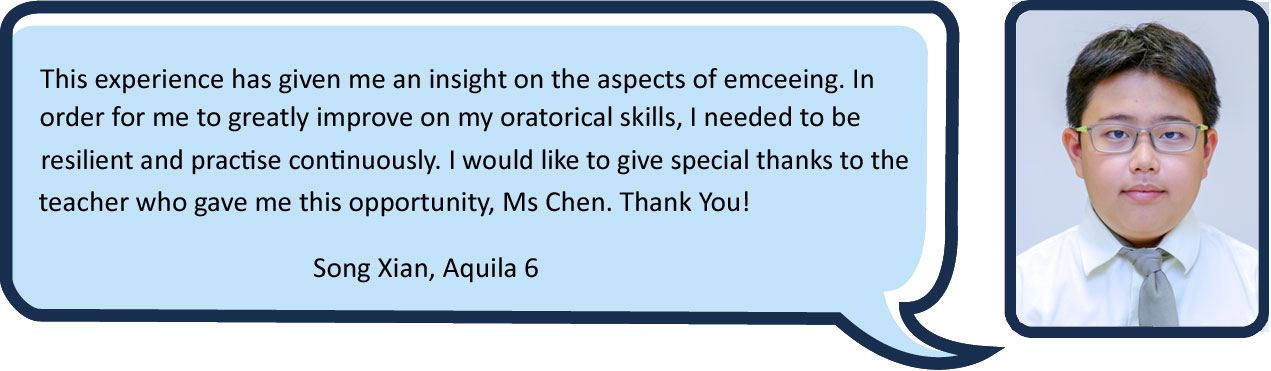 This experience has given me an insight on the aspects of emceeing. In
order for me to greatly improve on my oratorical skills, I needed to be
resilient and practise continuously. I would like to give special thanks to the
teacher who gave me this opportunity, Ms Chen. Thank You!
Song Xian, Aquila 6